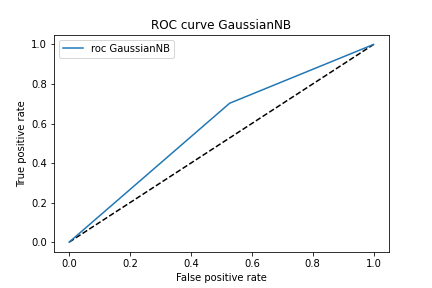 ROC curve GaussianNB
roc GaussianNB
1.0
0.8
0.6
0.4
0.2
0.0
True positive rate
0.0 0.2 0.4 0.6 0.8 1.0
False positive rate